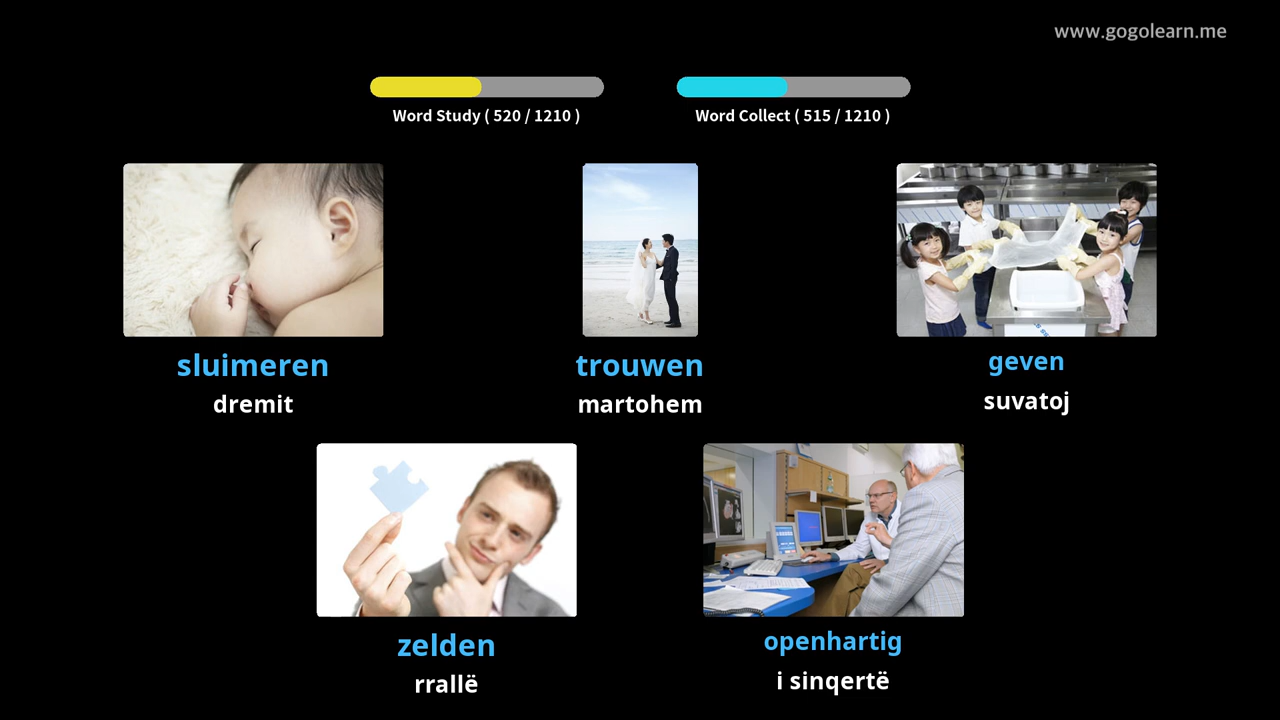 www.gogolearn.me
Word Study ( 520 / 1210 )
Word Collect ( 515 / 1210 )
sluimeren
dremit
trouwen
martohem
geven
suvatoj
zelden
rrallë
openhartig
i sinqertë